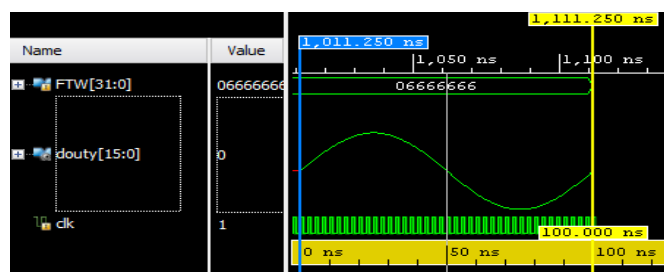 1,111.250 ns
Name Value 1,011.250 ns
1,050 ns 1,100 ns
FTW[31:0] 06666666 06666666
douty[15:0] 0
clk 1
100.000 ns
0 ns 50 ns 100 ns